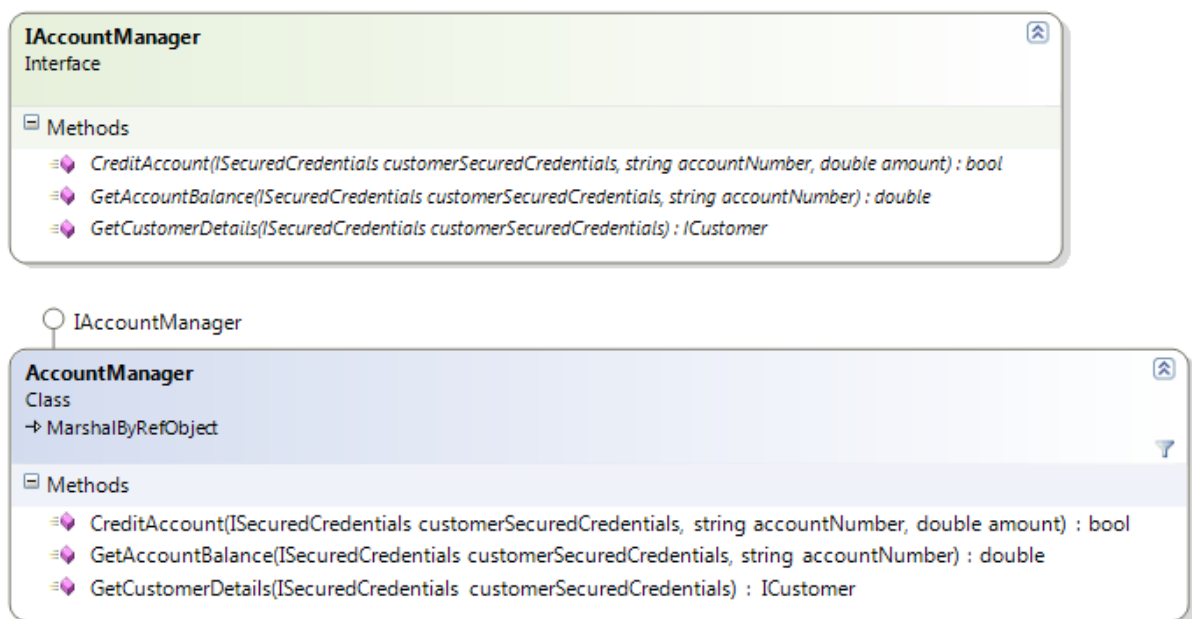 IAccountManager
Interface
Methods
CreditAccount(ISecuredCredentials customerSecuredCredentials, string accountNumber, double amount) : bool
GetAccountBalance(ISecuredCredentials customerSecuredCredentials, string accountNumber) : double
GetCustomerDetails(ISecuredCredentials customerSecuredCredentials) : ICustomer
IAccountManager
AccountManager
Class
MarshalByRefObject
Methods
CreditAccount(ISecuredCredentials customerSecuredCredentials, string accountNumber, double amount) : bool
GetAccountBalance(ISecuredCredentials customerSecuredCredentials, string accountNumber) : double
GetCustomerDetails(ISecuredCredentials customerSecuredCredentials) : ICustomer